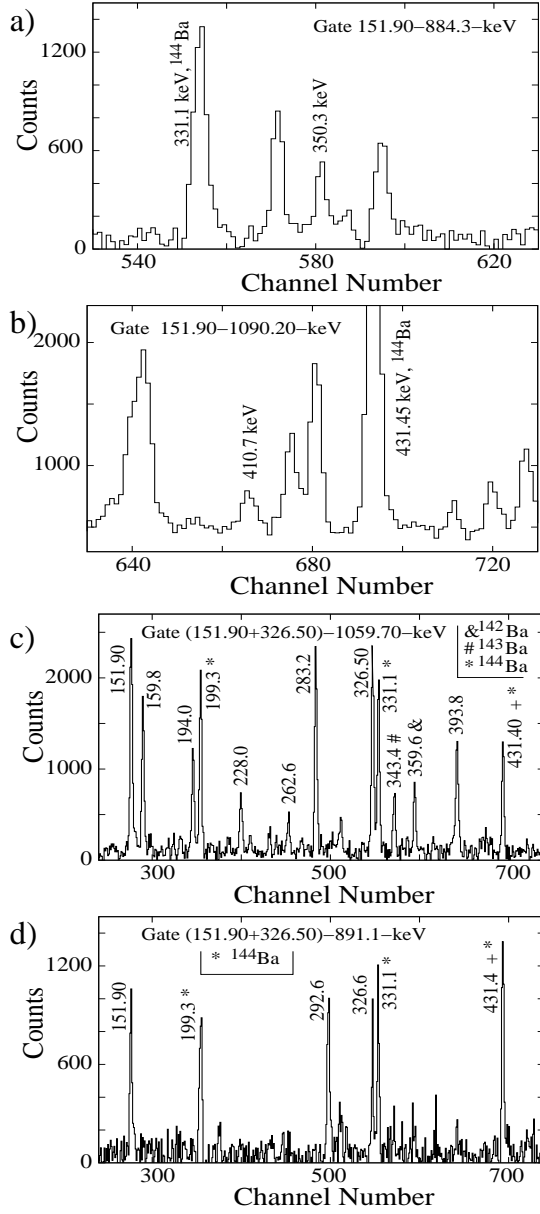 a)
Gate 151.90−884.3−keV
1200
600
0
Counts
331.1 keV, ¹⁴⁴Ba
350.3 keV
540
580
620
Channel Number
b)
Gate 151.90−1090.20−keV
2000
1000
Counts
410.7 keV
431.45 keV, ¹⁴⁴Ba
640
680
720
Channel Number
c)
Gate (151.90+326.50)−1059.70−keV
&¹⁴²Ba
#¹⁴³Ba
*¹⁴⁴Ba
2000
1000
0
Counts
151.90
159.8
194.0
199.3 *
228.0
262.6
283.2
326.50
331.1 *
343.4 #
359.6 &
393.8
431.40 + *
300
500
700
Channel Number
d)
Gate (151.90+326.50)−891.1−keV
* ¹⁴⁴Ba
1200
600
0
Counts
151.90
199.3 *
292.6
326.6
331.1 *
431.4 + *
300
500
700
Channel Number